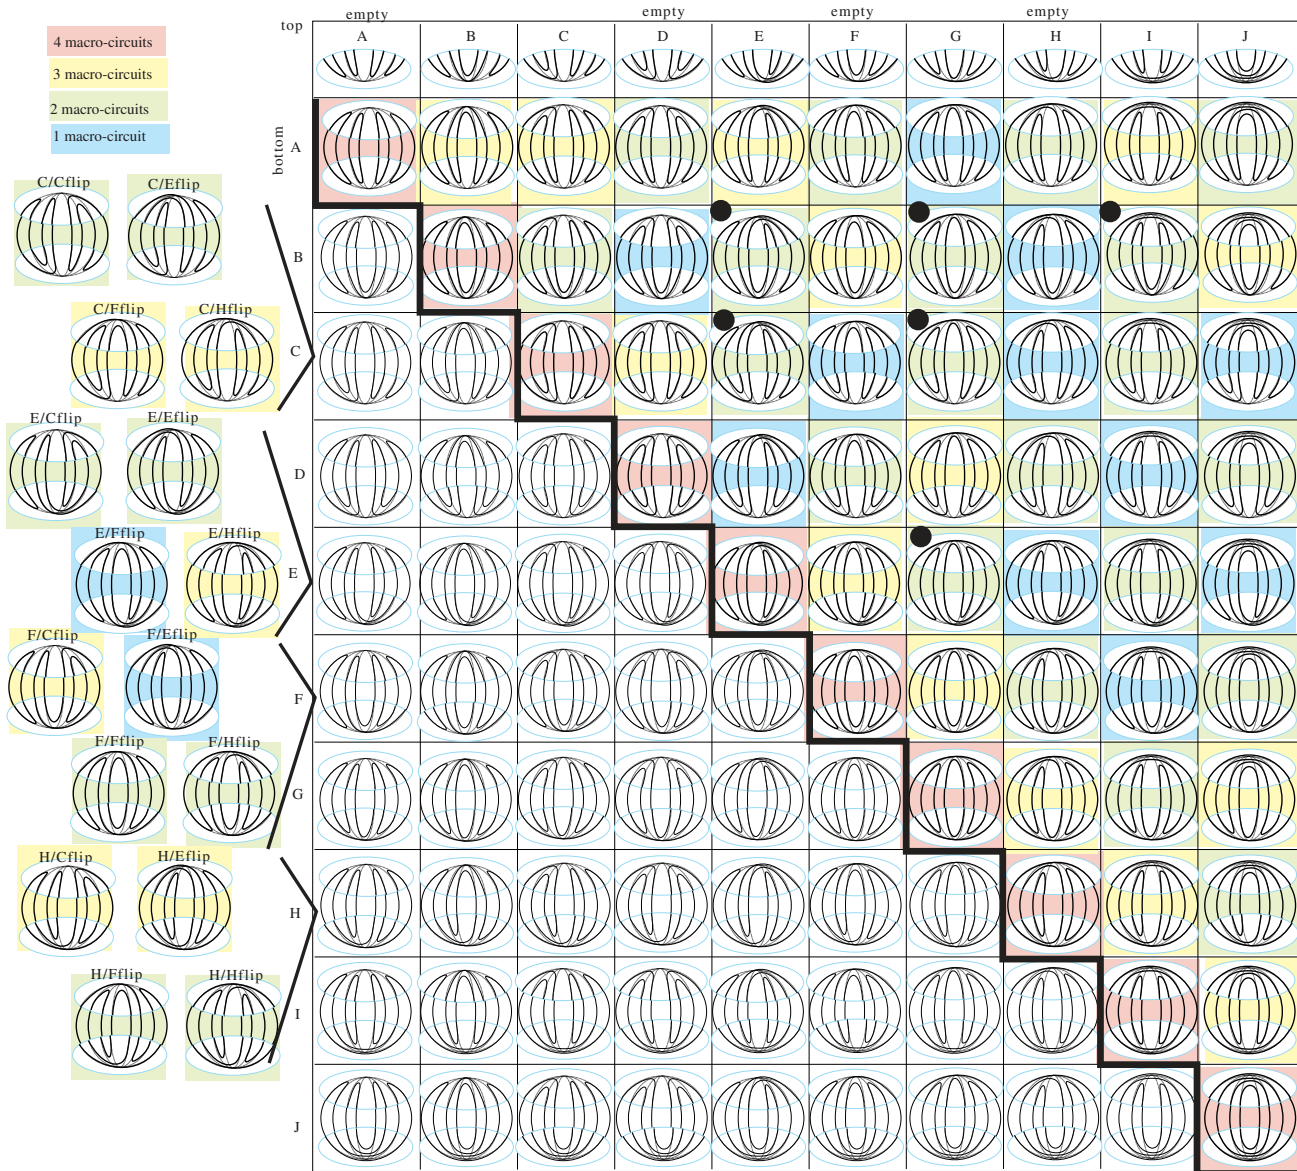 empty empty empty empty
top
A B C D E F G H I J
4 macro-circuits
3 macro-circuits
2 macro-circuits
1 macro-circuit
bottom
A
C/Cflip C/Eflip
B
C/Fflip C/Hflip
C
E/Cflip E/Eflip
D
E/Fflip E/Hflip
E
F/Cflip F/Eflip
F
F/Fflip F/Hflip
G
H/Cflip H/Eflip
H
H/Fflip H/Hflip
I
J